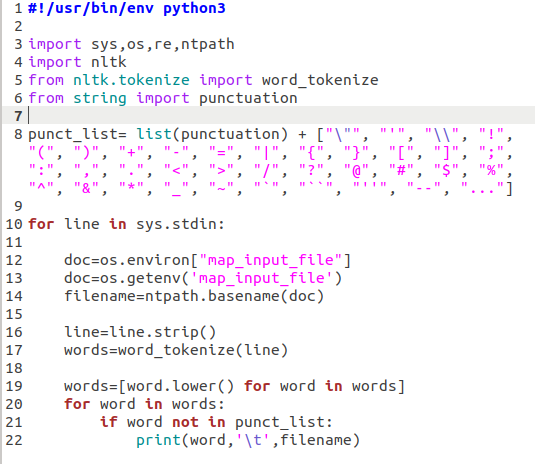 1 #!/usr/bin/env python3
2
3 import sys,os,re,ntpath
4 import nltk
5 from nltk.tokenize import word_tokenize
6 from string import punctuation
7
8 punct_list= list(punctuation) + ["\"", "'", "\\", "!",
"(", ")", "+", "-", "=", "|", "{", "}", "[", "]", ";",
":", ",", ".", "<", ">", "/", "?", "@", "#", "$", "%",
"^", "&", "*", "_", "~", "`", "``", "''", "--", "..."]
9
10 for line in sys.stdin:
11
12     doc=os.environ["map_input_file"]
13     doc=os.getenv('map_input_file')
14     filename=ntpath.basename(doc)
15
16     line=line.strip()
17     words=word_tokenize(line)
18
19     words=[word.lower() for word in words]
20     for word in words:
21         if word not in punct_list:
22             print(word,'\t',filename)